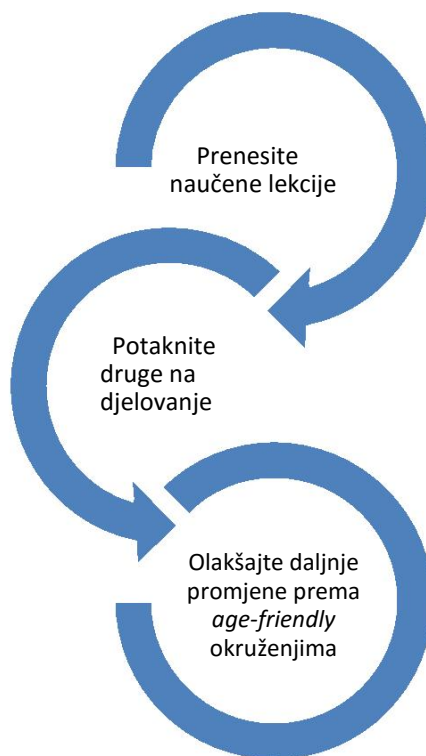 Prenesite
naučene lekcije
Potaknite
druge na
djelovanje
Olakšajte daljnje
promjene prema
age-friendly
okruženjima